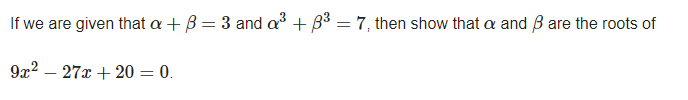 If we are given that α + β = 3 and α³ + β³ = 7, then show that α and β are the roots of
9x² − 27x + 20 = 0.